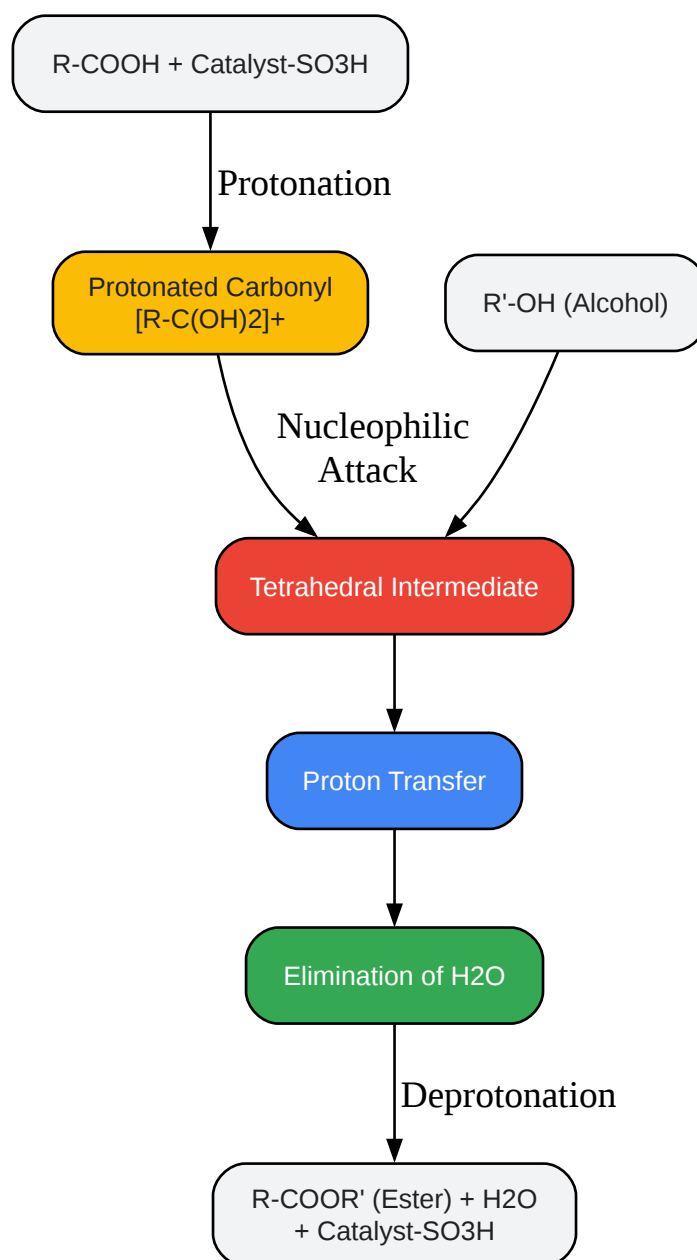 R-COOH + Catalyst-SO3H
Protonation
Protonated Carbonyl
[R-C(OH)2]+
R'-OH (Alcohol)
Nucleophilic
Attack
Tetrahedral Intermediate
Proton Transfer
Elimination of H2O
Deprotonation
R-COOR' (Ester) + H2O
+ Catalyst-SO3H